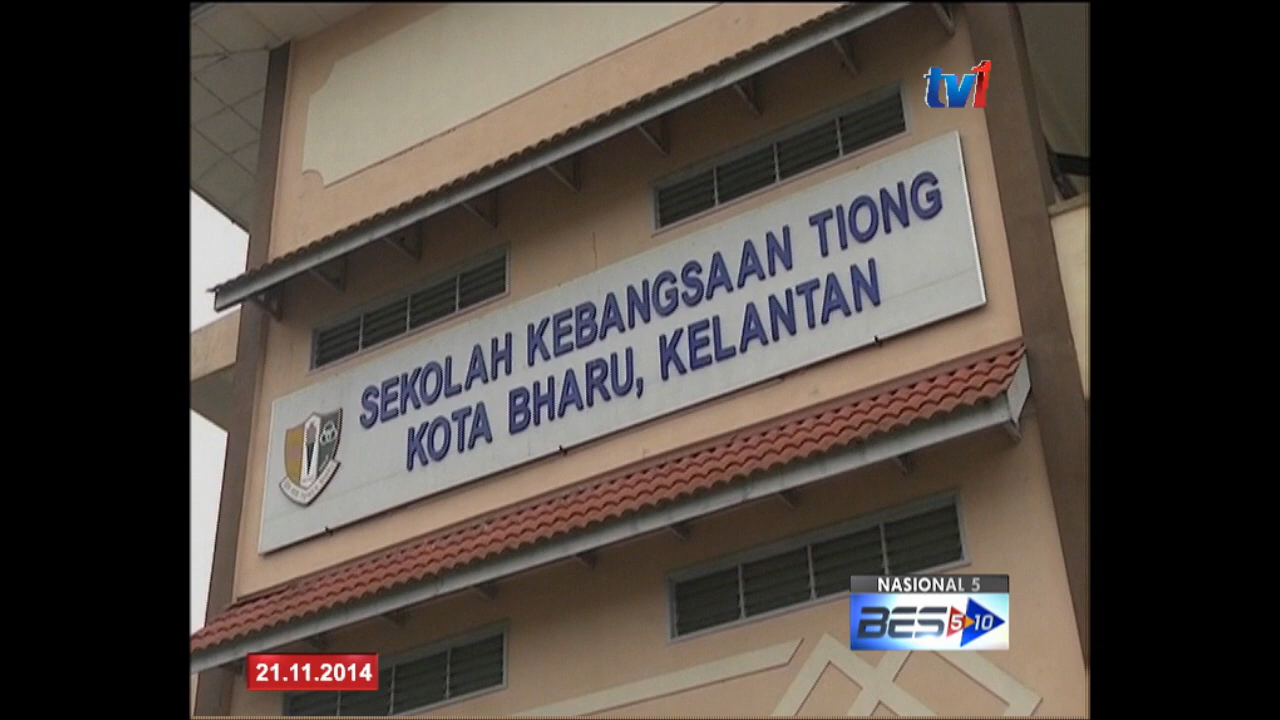 tv1
SEKOLAH KEBANGSAAN TIONG
KOTA BHARU, KELANTAN
NASIONAL 5
BES 5 10
21.11.2014